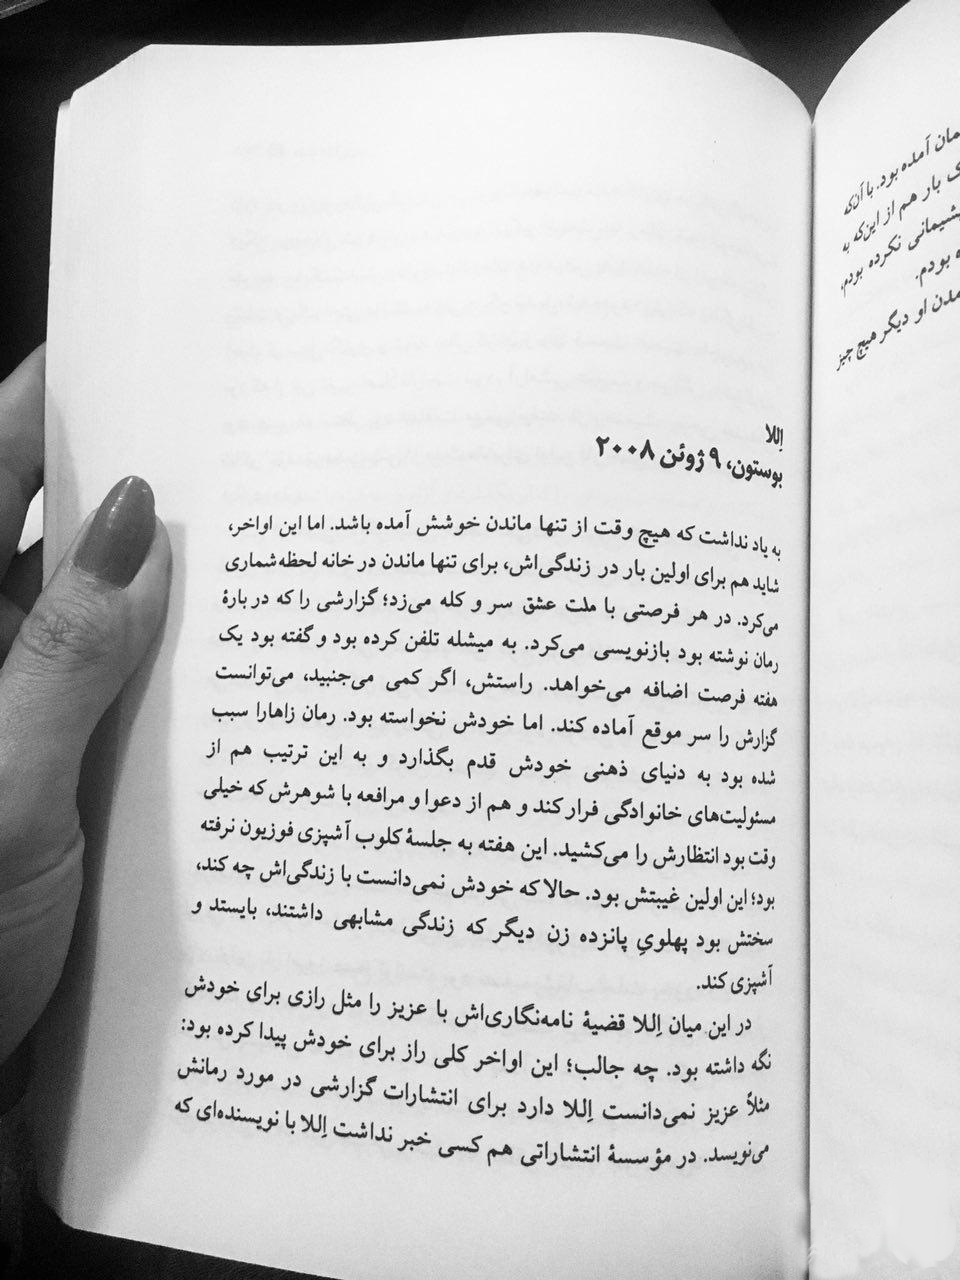 مان آمده بود. با آن‌که
ک بار هم از این‌که به
شیمانی نکرده بودم،
ه بودم.
مدن او دیگر هیچ چیز
اِللا
بوستون، ۹ ژوئن ۲۰۰۸
به یاد نداشت که هیچ وقت از تنها ماندن خوشش آمده باشد. اما این اواخر،
شاید هم برای اولین بار در زندگی‌اش، برای تنها ماندن در خانه لحظه‌شماری
می‌کرد. در هر فرصتی با ملت عشق سر و کله می‌زد؛ گزارشی را که در بارهٔ
رمان نوشته بود بازنویسی می‌کرد. به میشله تلفن کرده بود و گفته بود یک
هفته فرصت اضافه می‌خواهد. راستش، اگر کمی می‌جنبید، می‌توانست
گزارش را سر موقع آماده کند. اما خودش نخواسته بود. رمان زاهارا سبب
شده بود به دنیای ذهنی خودش قدم بگذارد و به این ترتیب هم از
مسئولیت‌های خانوادگی فرار کند و هم از دعوا و مرافعه با شوهرش که خیلی
وقت بود انتظارش را می‌کشید. این هفته به جلسهٔ کلوب آشپزی فوزیون نرفته
بود؛ این اولین غیبتش بود. حالا که خودش نمی‌دانست با زندگی‌اش چه کند،
سختش بود پهلویِ پانزده زن دیگر که زندگی مشابهی داشتند، بایستد و
آشپزی کند.
در این میان اِللا قضیهٔ نامه‌نگاری‌اش با عزیز را مثل رازی برای خودش
نگه داشته بود. چه جالب؛ این اواخر کلی راز برای خودش پیدا کرده بود:
مثلاً عزیز نمی‌دانست اِللا دارد برای انتشارات گزارشی در مورد رمانش
می‌نویسد. در مؤسسهٔ انتشاراتی هم کسی خبر نداشت اِللا با نویسنده‌ای که